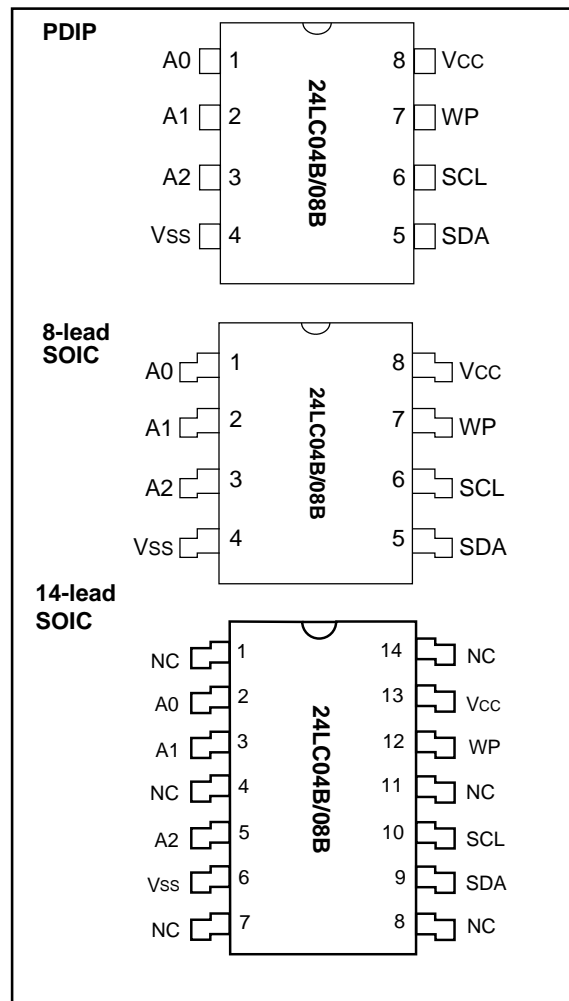 PDIP
A0 1 8 VCC
A1 2 7 WP
A2 3 6 SCL
VSS 4 5 SDA
24LC04B/08B
8-lead
SOIC
A0 1 8 VCC
A1 2 7 WP
A2 3 6 SCL
VSS 4 5 SDA
24LC04B/08B
14-lead
SOIC
NC 1 14 NC
A0 2 13 VCC
A1 3 12 WP
NC 4 11 NC
A2 5 10 SCL
VSS 6 9 SDA
NC 7 8 NC
24LC04B/08B